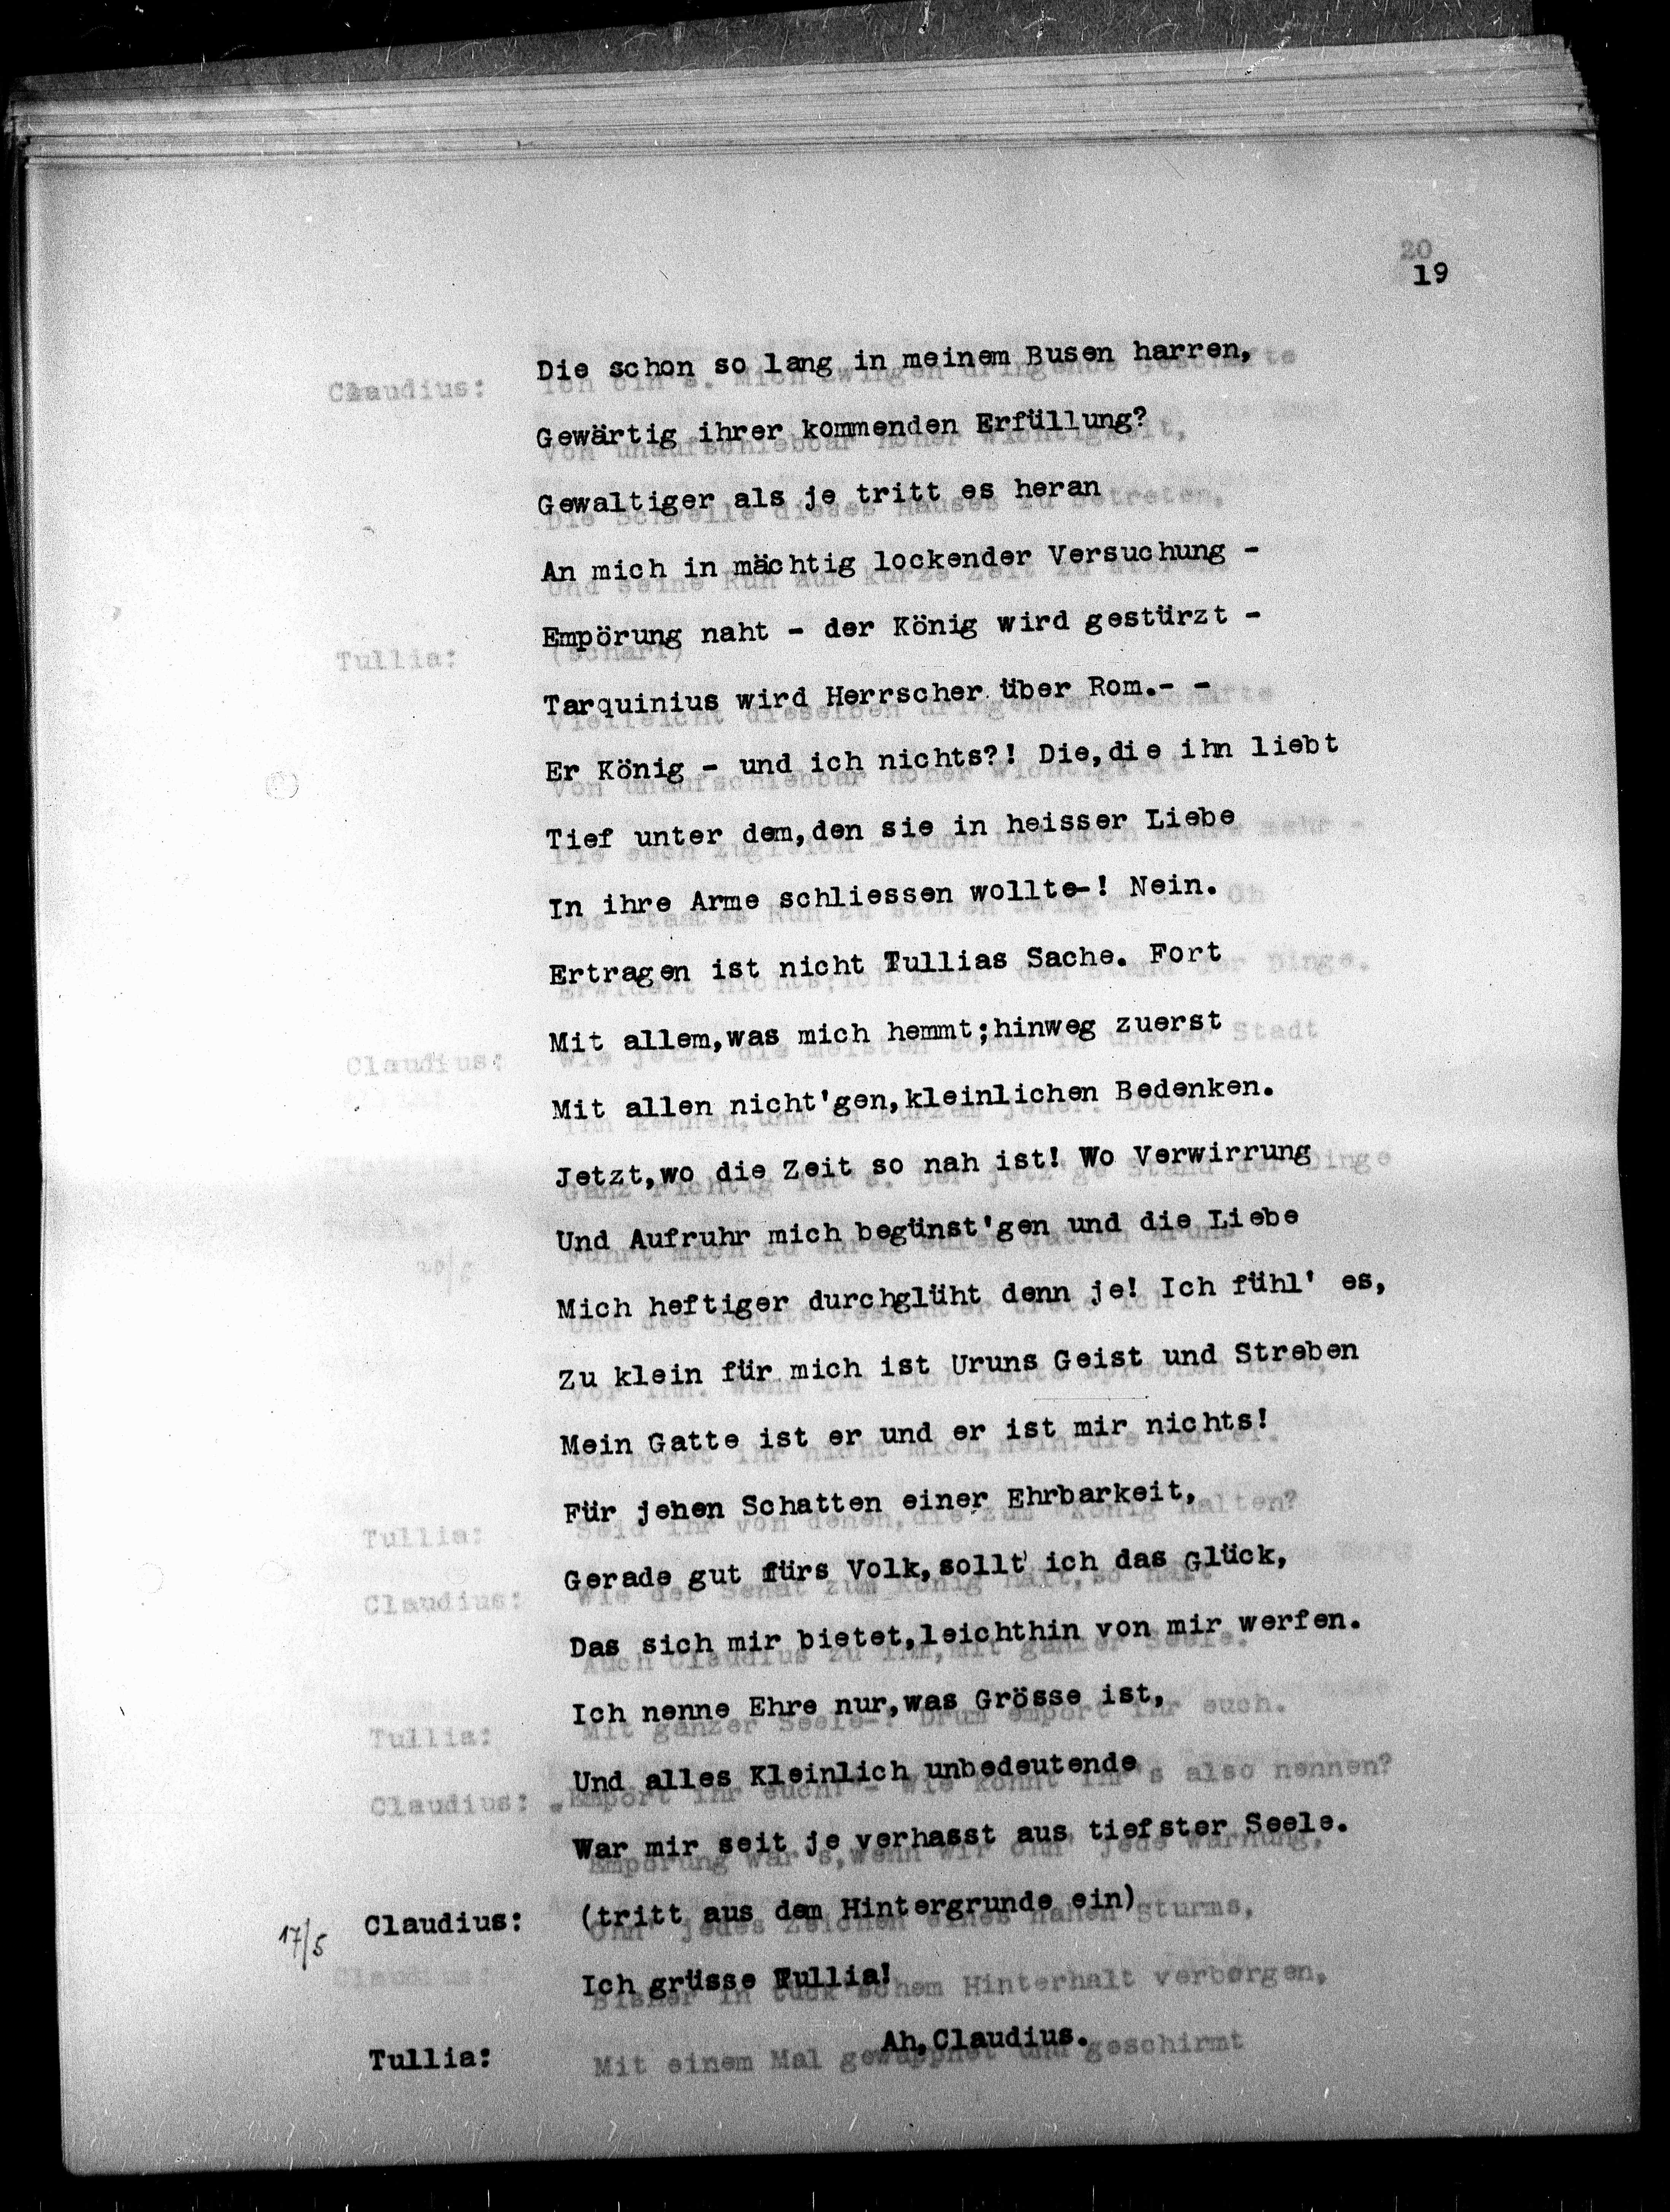 19
Die schon so lang in meinem Busen harren,
Gewärtig ihrer kommenden Erfüllung?
Gewaltiger als je tritt es heran
An mich in mächtig lockender Versuchung -
Empörung naht - der König wird gestürzt -
Tarquinius wird Herrscher über Rom.- -
Er König - und ich nichts?! Die,die ihn liebt
Tief unter dem,den sie in heisser Liebe
In ihre Arme schliessen wollte-! Nein.
Ertragen ist nicht Tullias Sache. Fort
Mit allem,was mich hemmt;hinweg zuerst
Mit allen nicht'gen,kleinlichen Bedenken.
Jetzt,wo die Zeit so nah ist! Wo Verwirrung
Und Aufruhr mich begünst'gen und die Liebe
Mich heftiger durchglüht denn je! Ich fühl' es,
Zu klein für mich ist Uruns Geist und Streben
Mein Gatte ist er und er ist mir nichts!
Für jenen Schatten einer Ehrbarkeit,
Gerade gut fürs Volk,sollt' ich das Glück,
Das sich mir bietet,leichthin von mir werfen.
Ich nenne Ehre nur,was Grösse ist,
Und alles Kleinlich unbedeutende
War mir seit je verhasst aus tiefster Seele.
17/5 Claudius: (tritt aus dem Hintergrunde ein)
Ich grüsse Tullia!
Tullia: Ah,Claudius.